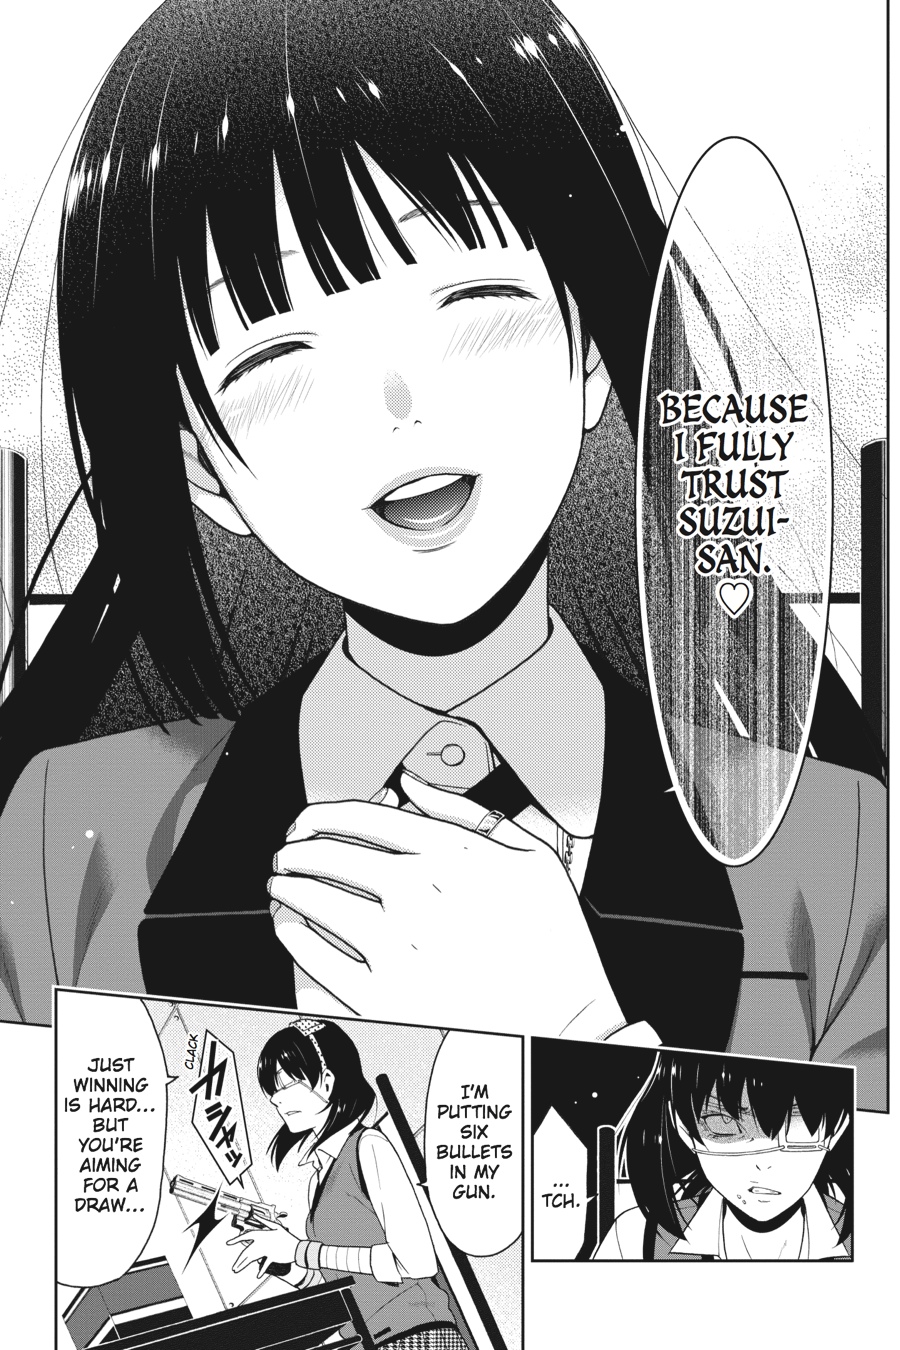 BECAUSE
I FULLY
TRUST
SUZUI-
SAN.
♡
...
TCH.
I'M
PUTTING
SIX
BULLETS
IN MY
GUN.
CLACK
ガシャッ
JUST
WINNING
IS HARD...
BUT
YOU'RE
AIMING
FOR A
DRAW...